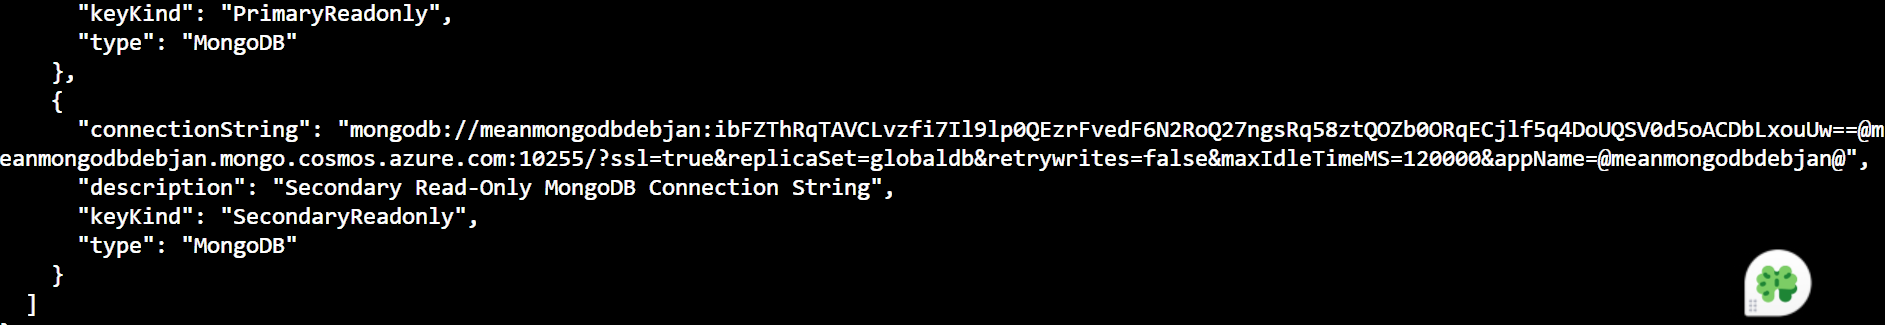 "keyKind": "PrimaryReadonly",
"type": "MongoDB"
},
{
"connectionString": "mongodb://meanmongodbdebjan:ibFZThRqTAVCLvzfi7Il9lp0QEzrFvedF6N2RoQ27ngsRq58ztQOZb0ORqECjlf5q4DoUQSV0d5oACDbLxouUw==@m
eanmongodbdebjan.mongo.cosmos.azure.com:10255/?ssl=true&replicaSet=globaldb&retrywrites=false&maxIdleTimeMS=120000&appName=@meanmongodbdebjan@",
"description": "Secondary Read-Only MongoDB Connection String",
"keyKind": "SecondaryReadonly",
"type": "MongoDB"
}
]